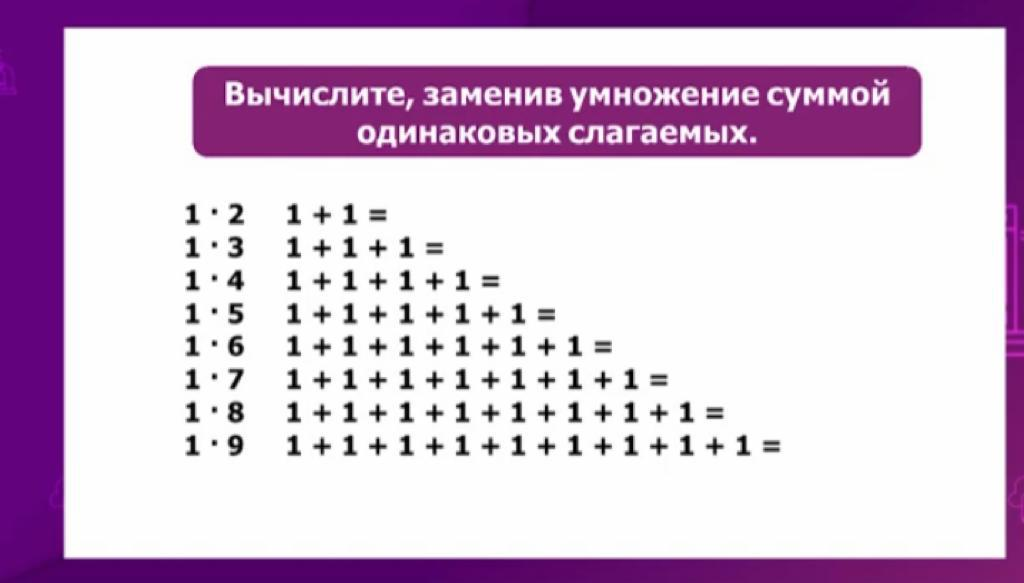 Вычислите, заменив умножение суммой
одинаковых слагаемых.
1 · 2 1 + 1 =
1 · 3 1 + 1 + 1 =
1 · 4 1 + 1 + 1 + 1 =
1 · 5 1 + 1 + 1 + 1 + 1 =
1 · 6 1 + 1 + 1 + 1 + 1 + 1 =
1 · 7 1 + 1 + 1 + 1 + 1 + 1 + 1 =
1 · 8 1 + 1 + 1 + 1 + 1 + 1 + 1 + 1 =
1 · 9 1 + 1 + 1 + 1 + 1 + 1 + 1 + 1 + 1 =